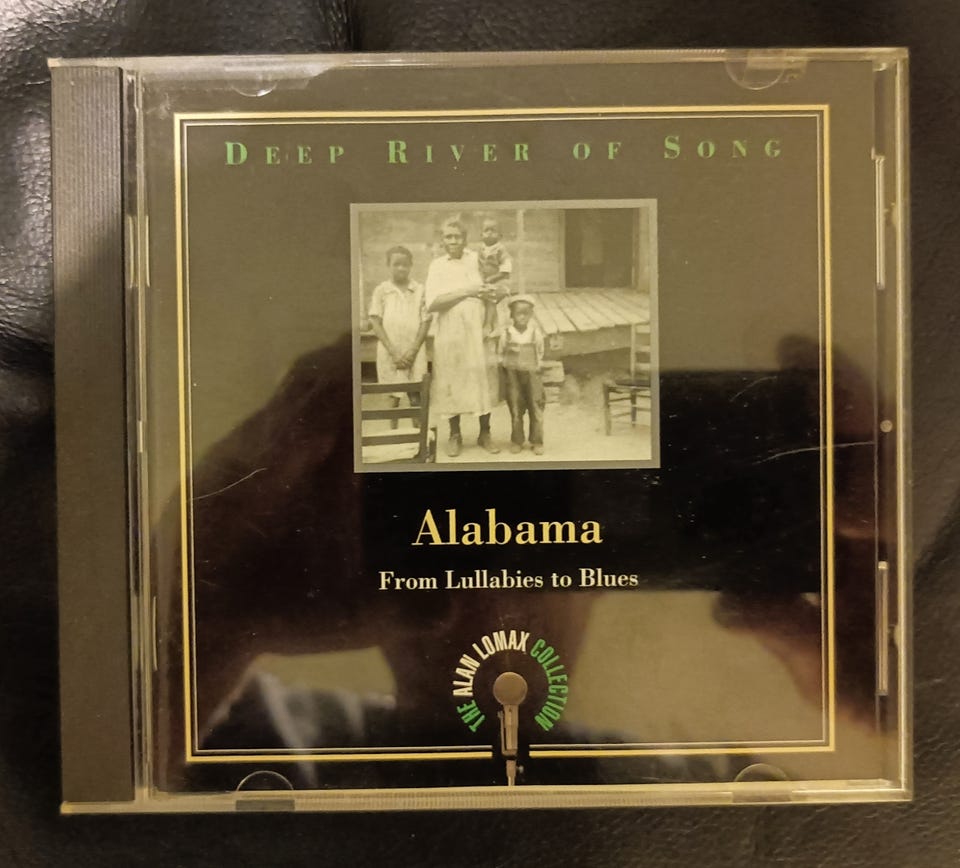 DEEP RIVER OF SONG
Alabama
From Lullabies to Blues
THE ALAN LOMAX COLLECTION